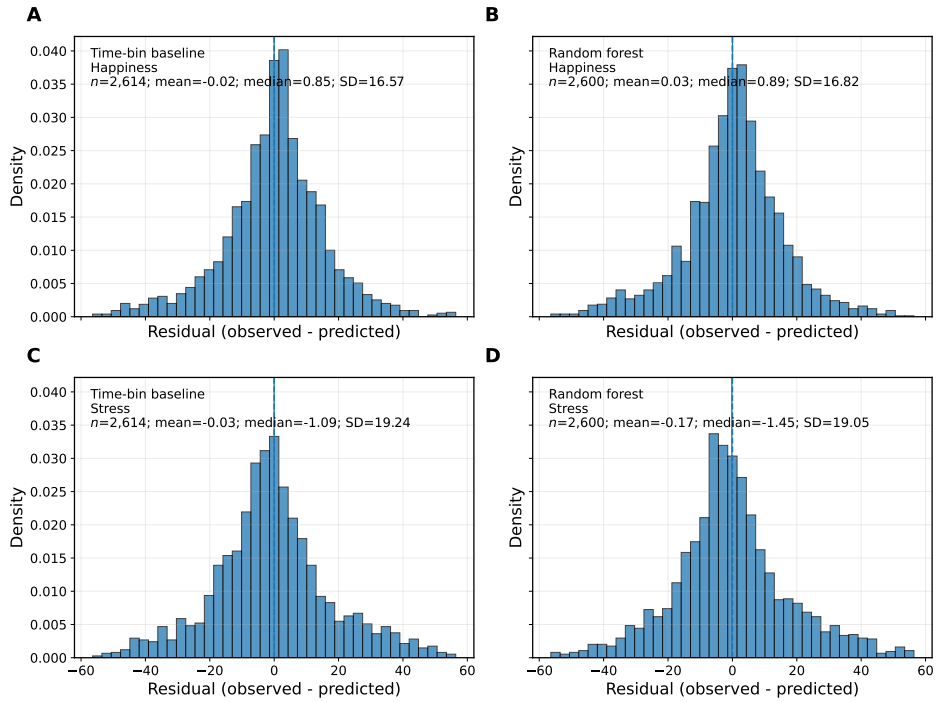 A
Time-bin baseline
Happiness
n=2,614; mean=-0.02; median=0.85; SD=16.57
0.040
0.035
0.030
0.025
0.020
0.015
0.010
0.005
0.000
Density
Residual (observed - predicted)
B
Random forest
Happiness
n=2,600; mean=0.03; median=0.89; SD=16.82
Density
Residual (observed - predicted)
C
Time-bin baseline
Stress
n=2,614; mean=-0.03; median=-1.09; SD=19.24
0.040
0.035
0.030
0.025
0.020
0.015
0.010
0.005
0.000
Density
−60 −40 −20 0 20 40 60
Residual (observed - predicted)
D
Random forest
Stress
n=2,600; mean=-0.17; median=-1.45; SD=19.05
Density
−60 −40 −20 0 20 40 60
Residual (observed - predicted)